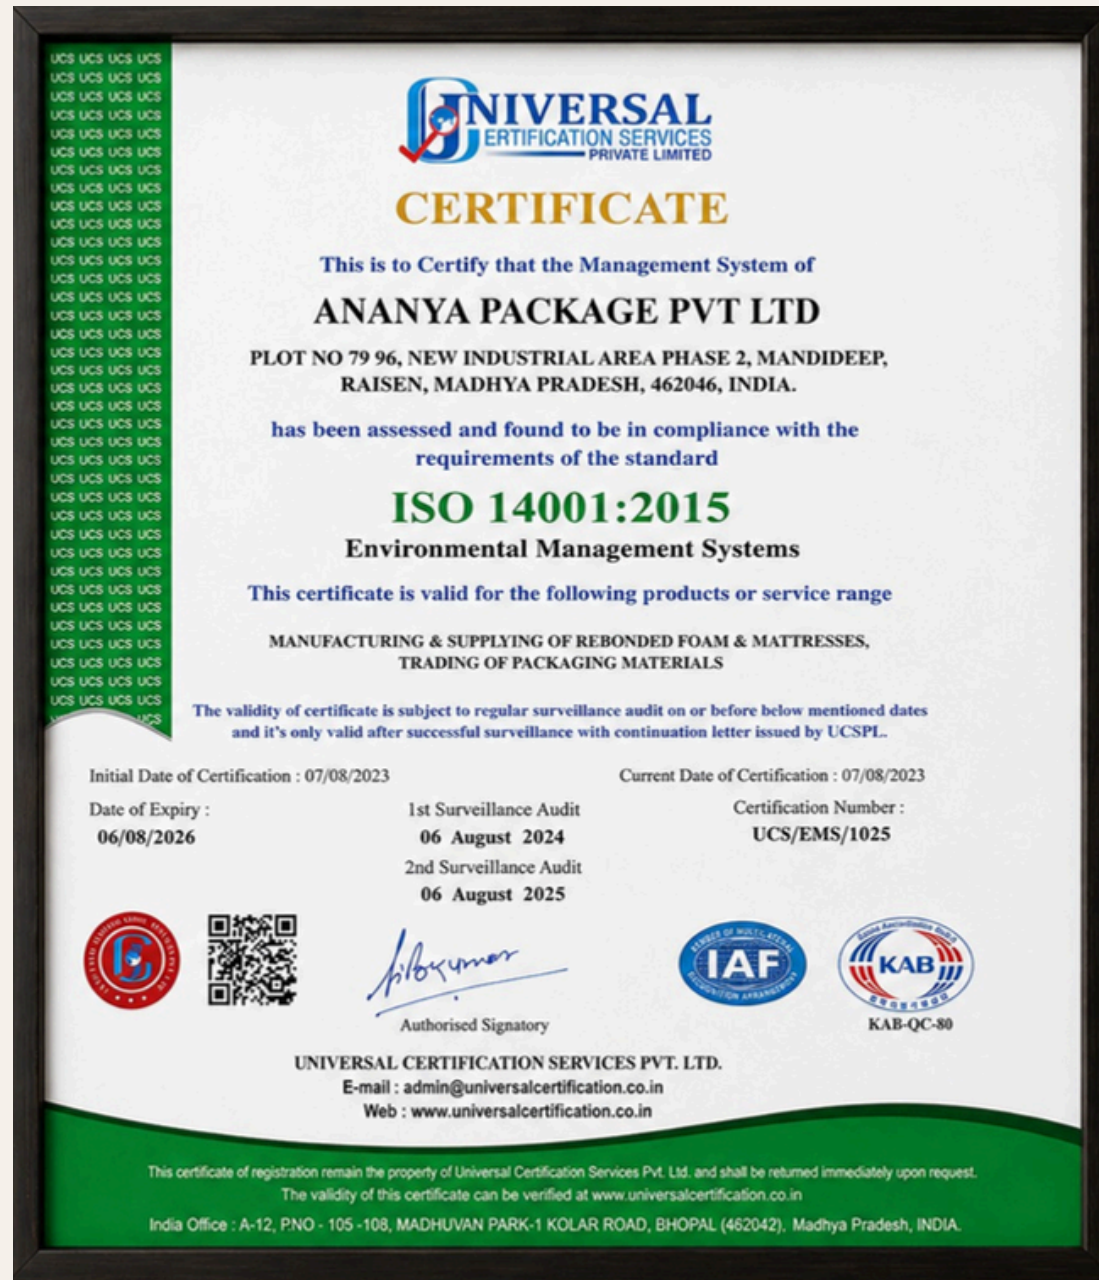 UNIVERSAL
CERTIFICATION SERVICES
PRIVATE LIMITED
CERTIFICATE
This is to Certify that the Management System of
ANANYA PACKAGE PVT LTD
PLOT NO 79 96, NEW INDUSTRIAL AREA PHASE 2, MANDIDEEP,
RAISEN, MADHYA PRADESH, 462046, INDIA.
has been assessed and found to be in compliance with the
requirements of the standard
ISO 14001:2015
Environmental Management Systems
This certificate is valid for the following products or service range
MANUFACTURING & SUPPLYING OF REBONDED FOAM & MATTRESSES,
TRADING OF PACKAGING MATERIALS
The validity of certificate is subject to regular surveillance audit on or before below mentioned dates
and it's only valid after successful surveillance with continuation letter issued by UCSPL.
Initial Date of Certification : 07/08/2023
Current Date of Certification : 07/08/2023
Date of Expiry :
06/08/2026
1st Surveillance Audit
06 August 2024
2nd Surveillance Audit
06 August 2025
Certification Number :
UCS/EMS/1025
Authorised Signatory
MEMBER OF MULTILATERAL
IAF
RECOGNITION ARRANGEMENT
KAB
KAB-QC-80
UNIVERSAL CERTIFICATION SERVICES PVT. LTD.
E-mail : admin@universalcertification.co.in
Web : www.universalcertification.co.in
This certificate of registration remain the property of Universal Certification Services Pvt. Ltd. and shall be returned immediately upon request.
The validity of this certificate can be verified at www.universalcertification.co.in
India Office : A-12, P.NO - 105 -108, MADHUVAN PARK-1 KOLAR ROAD, BHOPAL (462042), Madhya Pradesh, INDIA.